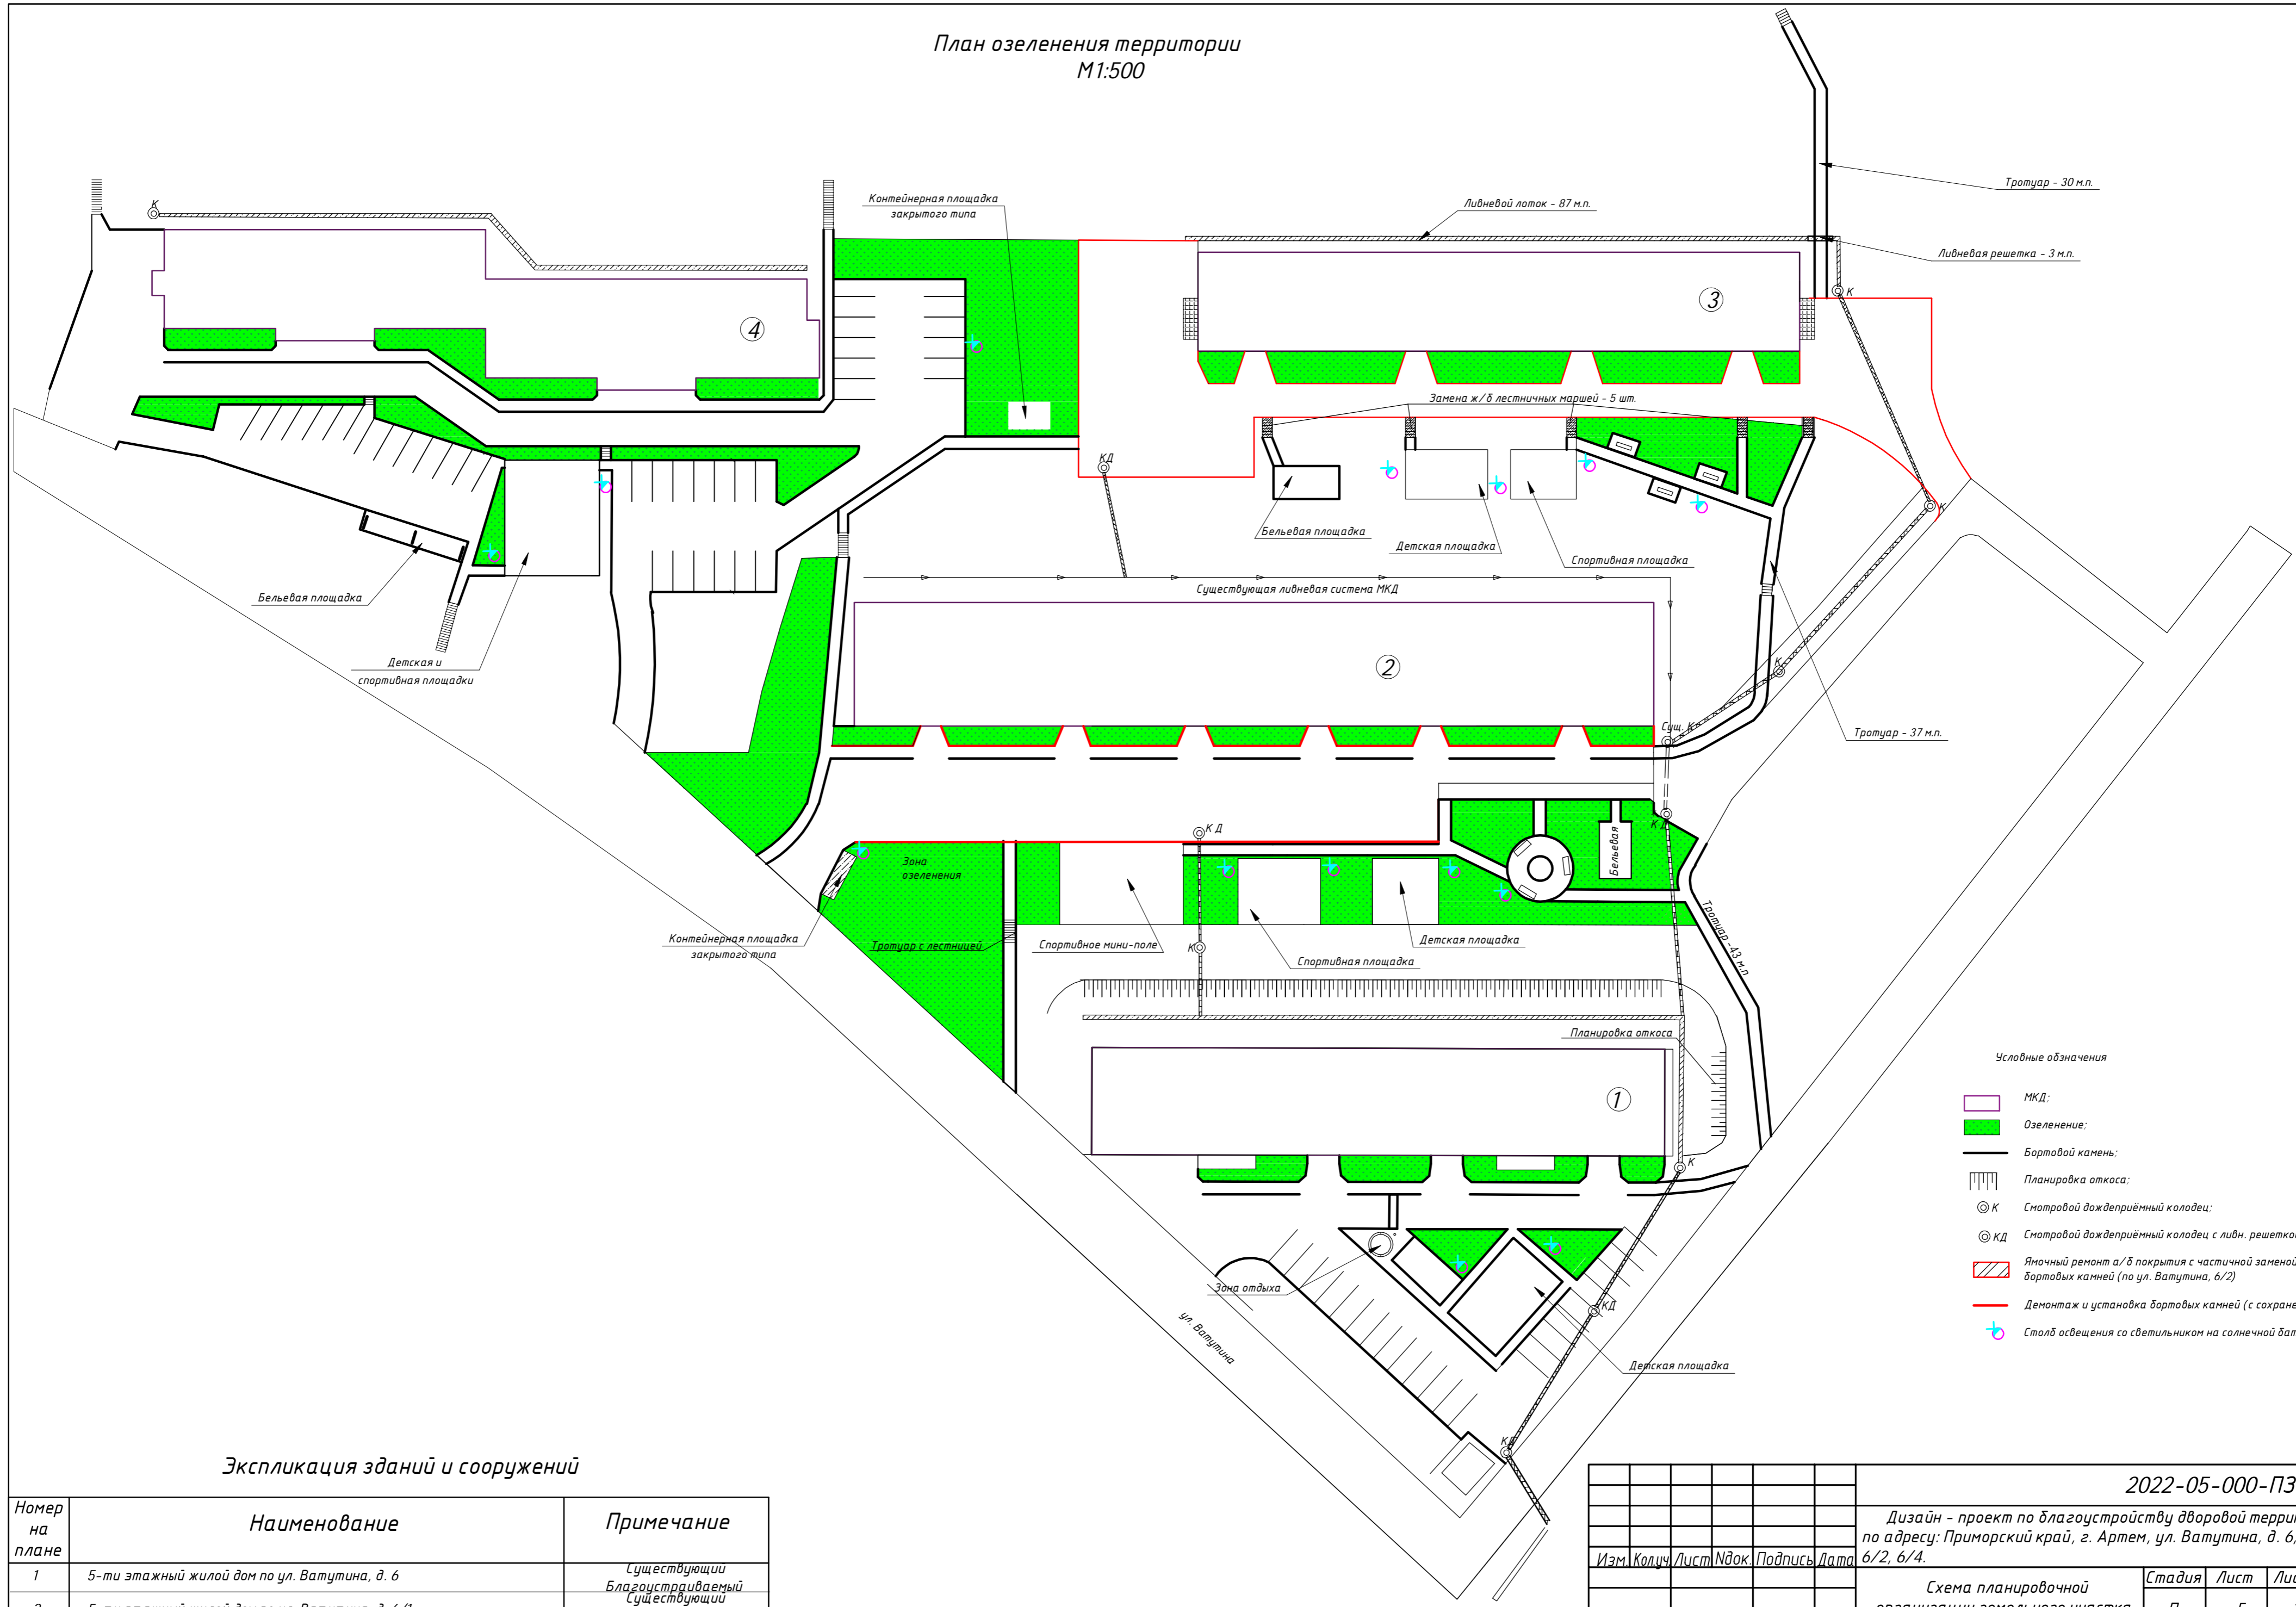 План озеленения территории
М1:500
Тротуар - 30 м.п.
Контейнерная площадка
закрытого типа
Ливневой лоток - 87 м.п.
К
Ливневая решетка - 3 м.п.
К
3
4
Замена ж/б лестничных маршей - 5 шт.
КД
К
Бельевая площадка
Детская площадка
Спортивная площадка
Существующая ливневая система МКД
Бельевая площадка
Детская и
спортивная площадки
2
К
Сущ. К
Тротуар - 37 м.п.
К Д
К Д
Бельевая
Зона
озеленения
Контейнерная площадка
закрытого типа
Тротуар с лестницей
Спортивное мини-поле
К
Спортивная площадка
Детская площадка
Тротуар -43 м.п
Планировка откоса
1
К
Зона отдыха
КД
ул. Ватутина
Детская площадка
КД
Условные обзначения
МКД;
Озеленение;
Бортовой камень;
Планировка откоса;
К Смотровой дождеприёмный колодец;
КД Смотровой дождеприёмный колодец с ливн. решетко
Ямочный ремонт а/б покрытия с частичной заменой
бортовых камней (по ул. Ватутина, 6/2)
Демонтаж и установка бортовых камней (с сохране
Столб освещения со светильником на солнечной бат
Экспликация зданий и сооружений
Номер
на
плане
Наименование
Примечание
1
5-ти этажный жилой дом по ул. Ватутина, д. 6
Существующий
Благоустраиваемый
Существующий
2022-05-000-ПЗ
Дизайн - проект по благоустройству дворовой терри
по адресу: Приморский край, г. Артем, ул. Ватутина, д. 6,
6/2, 6/4.
Изм. Кол.уч. Лист №док. Подпись Дата
Схема планировочной
Стадия Лист Лис